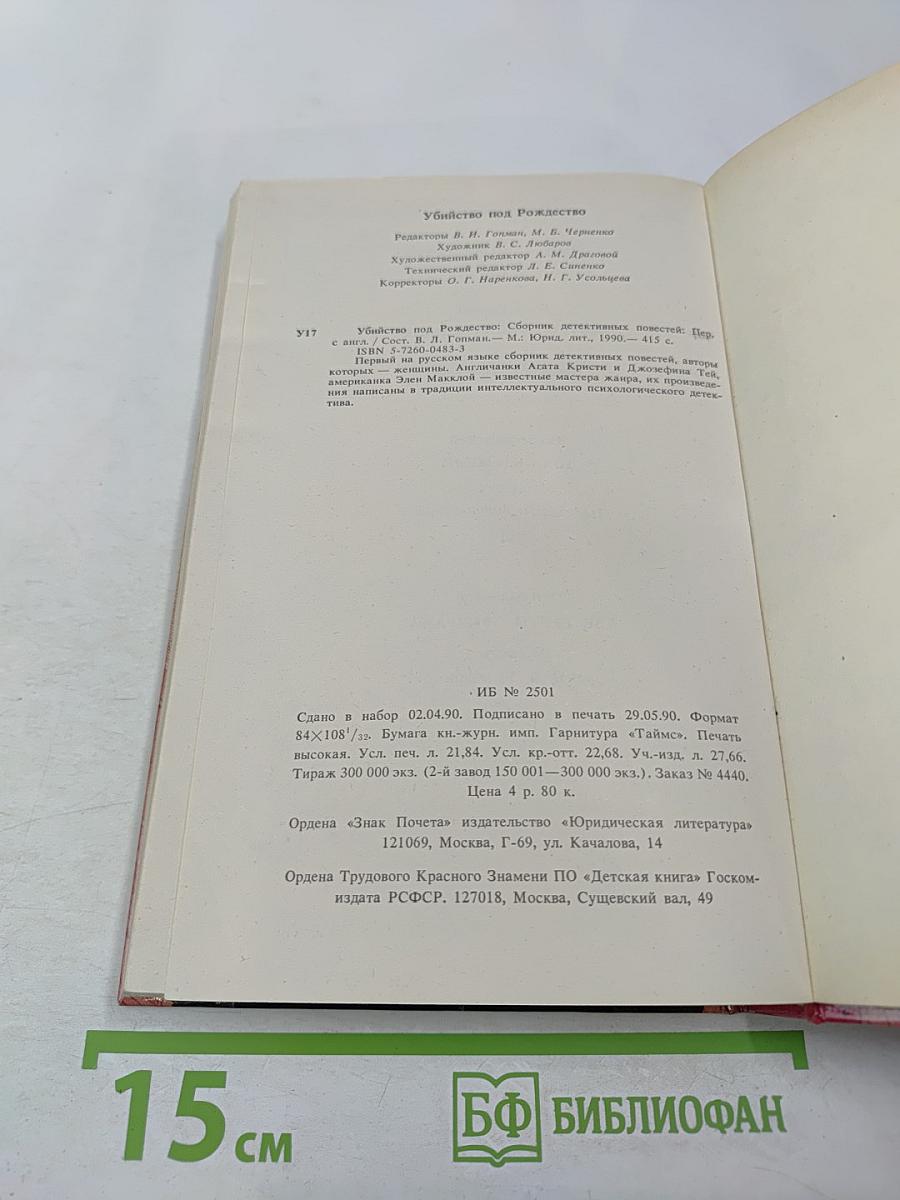 Убийство под Рождество
Редакторы В. И. Гопман, М. Б. Черненко
Художник В. С. Любаров
Художественный редактор А. М. Драговой
Технический редактор Л. Е. Синенко
Корректоры О. Г. Наренкова, Н. Г. Усольцева
У17 Убийство под Рождество: Сборник детективных повестей: Пер.
с англ. / Сост. В. Л. Гопман.— М.: Юрид. лит., 1990.— 415 с.
ISBN 5-7260-0483-3
Первый на русском языке сборник детективных повестей, авторы
которых — женщины. Англичанки Агата Кристи и Джозефина Тей,
американка Элен Макклой — известные мастера жанра, их произведе-
ния написаны в традиции интеллектуального психологического детек-
тива.
ИБ № 2501
Сдано в набор 02.04.90. Подписано в печать 29.05.90. Формат
84×108¹/₃₂. Бумага кн.-журн. имп. Гарнитура «Таймс». Печать
высокая. Усл. печ. л. 21,84. Усл. кр.-отт. 22,68. Уч.-изд. л. 27,66.
Тираж 300 000 экз. (2-й завод 150 001—300 000 экз.). Заказ № 4440.
Цена 4 р. 80 к.
Ордена «Знак Почета» издательство «Юридическая литература»
121069, Москва, Г-69, ул. Качалова, 14
Ордена Трудового Красного Знамени ПО «Детская книга» Госком-
издата РСФСР. 127018, Москва, Сущевский вал, 49
15 см
БФ БИБЛИОФАН